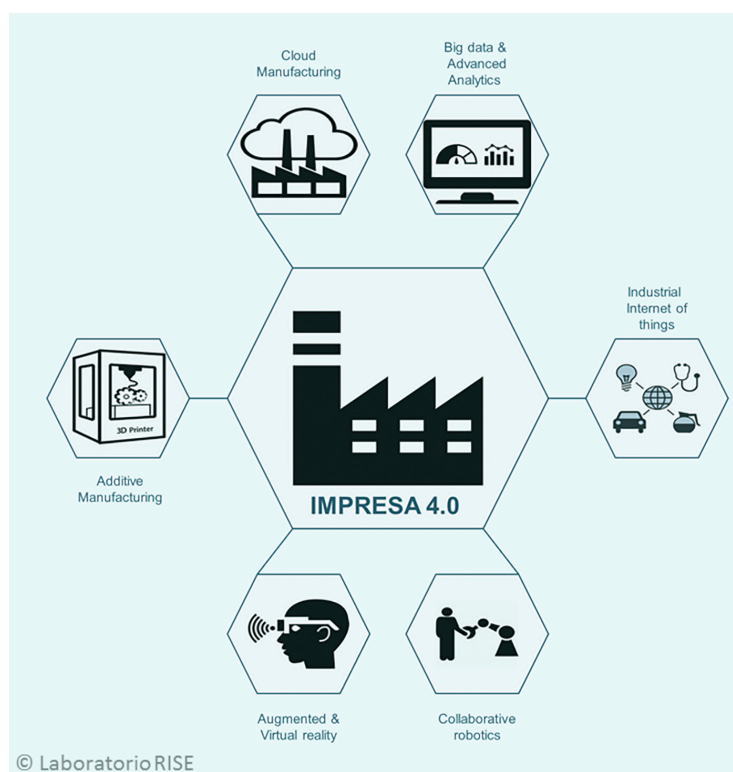 Cloud
Manufacturing
Big data &
Advanced
Analytics
Industrial
Internet of
things
3D Printer
Additive
Manufacturing
IMPRESA 4.0
Augmented &
Virtual reality
Collaborative
robotics
© Laboratorio RISE